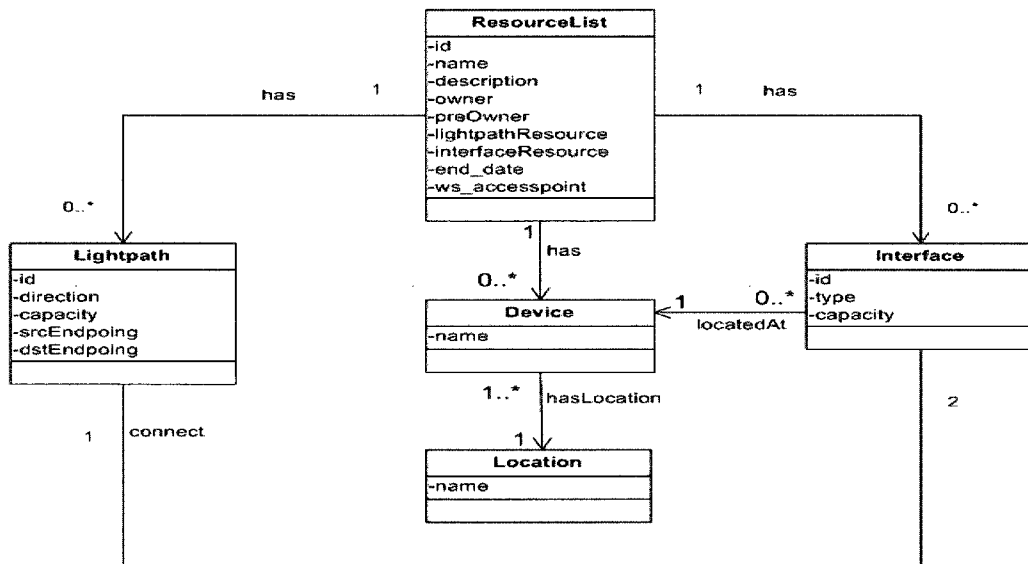 ResourceList
-id
-name
-description
-owner
-preOwner
-lightpathResource
-interfaceResource
-end_date
-ws_accesspoint
has
1
1
has
0..*
0..*
1
has
0..*
Lightpath
-id
-direction
-capacity
-srcEndpoing
-dstEndpoing
Device
-name
1
0..*
locatedAt
Interface
-id
-type
-capacity
1..*
hasLocation
1
1
connect
2
Location
-name